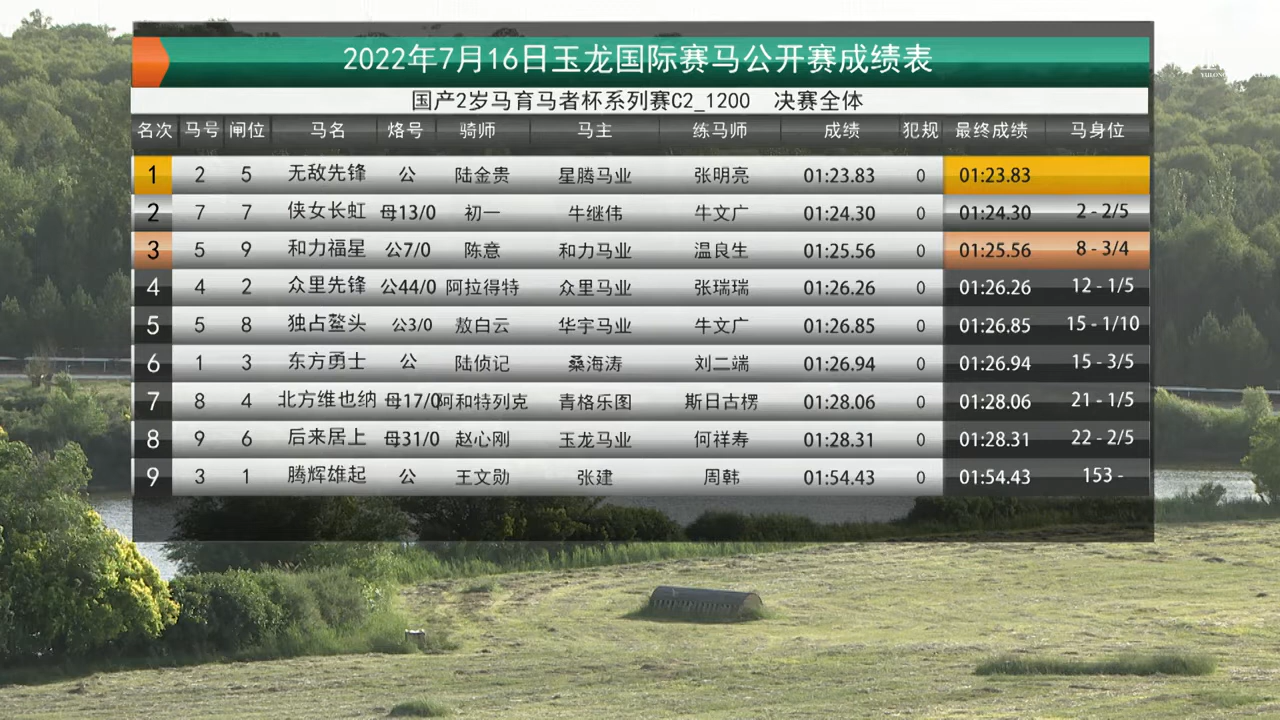 2022年7月16日玉龙国际赛马公开赛成绩表
国产2岁马育马者杯系列赛C2_1200 决赛全体
名次 马号 闸位 马名 烙号 骑师 马主 练马师 成绩 犯规 最终成绩 马身位
1 2 5 无敌先锋 公 陆金贵 星腾马业 张明亮 01:23.83 0 01:23.83
2 7 7 侠女长虹 母13/0 初一 牛继伟 牛文广 01:24.30 0 01:24.30 2 - 2/5
3 5 9 和力福星 公7/0 陈意 和力马业 温良生 01:25.56 0 01:25.56 8 - 3/4
4 4 2 众里先锋 公44/0 阿拉得特 众里马业 张瑞瑞 01:26.26 0 01:26.26 12 - 1/5
5 5 8 独占鳌头 公3/0 敖白云 华宇马业 牛文广 01:26.85 0 01:26.85 15 - 1/10
6 1 3 东方勇士 公 陆侦记 桑海涛 刘二端 01:26.94 0 01:26.94 15 - 3/5
7 8 4 北方维也纳 母17/0 阿和特列克 青格乐图 斯日古楞 01:28.06 0 01:28.06 21 - 1/5
8 9 6 后来居上 母31/0 赵心刚 玉龙马业 何祥寿 01:28.31 0 01:28.31 22 - 2/5
9 3 1 腾辉雄起 公 王文勋 张建 周韩 01:54.43 0 01:54.43 153 -